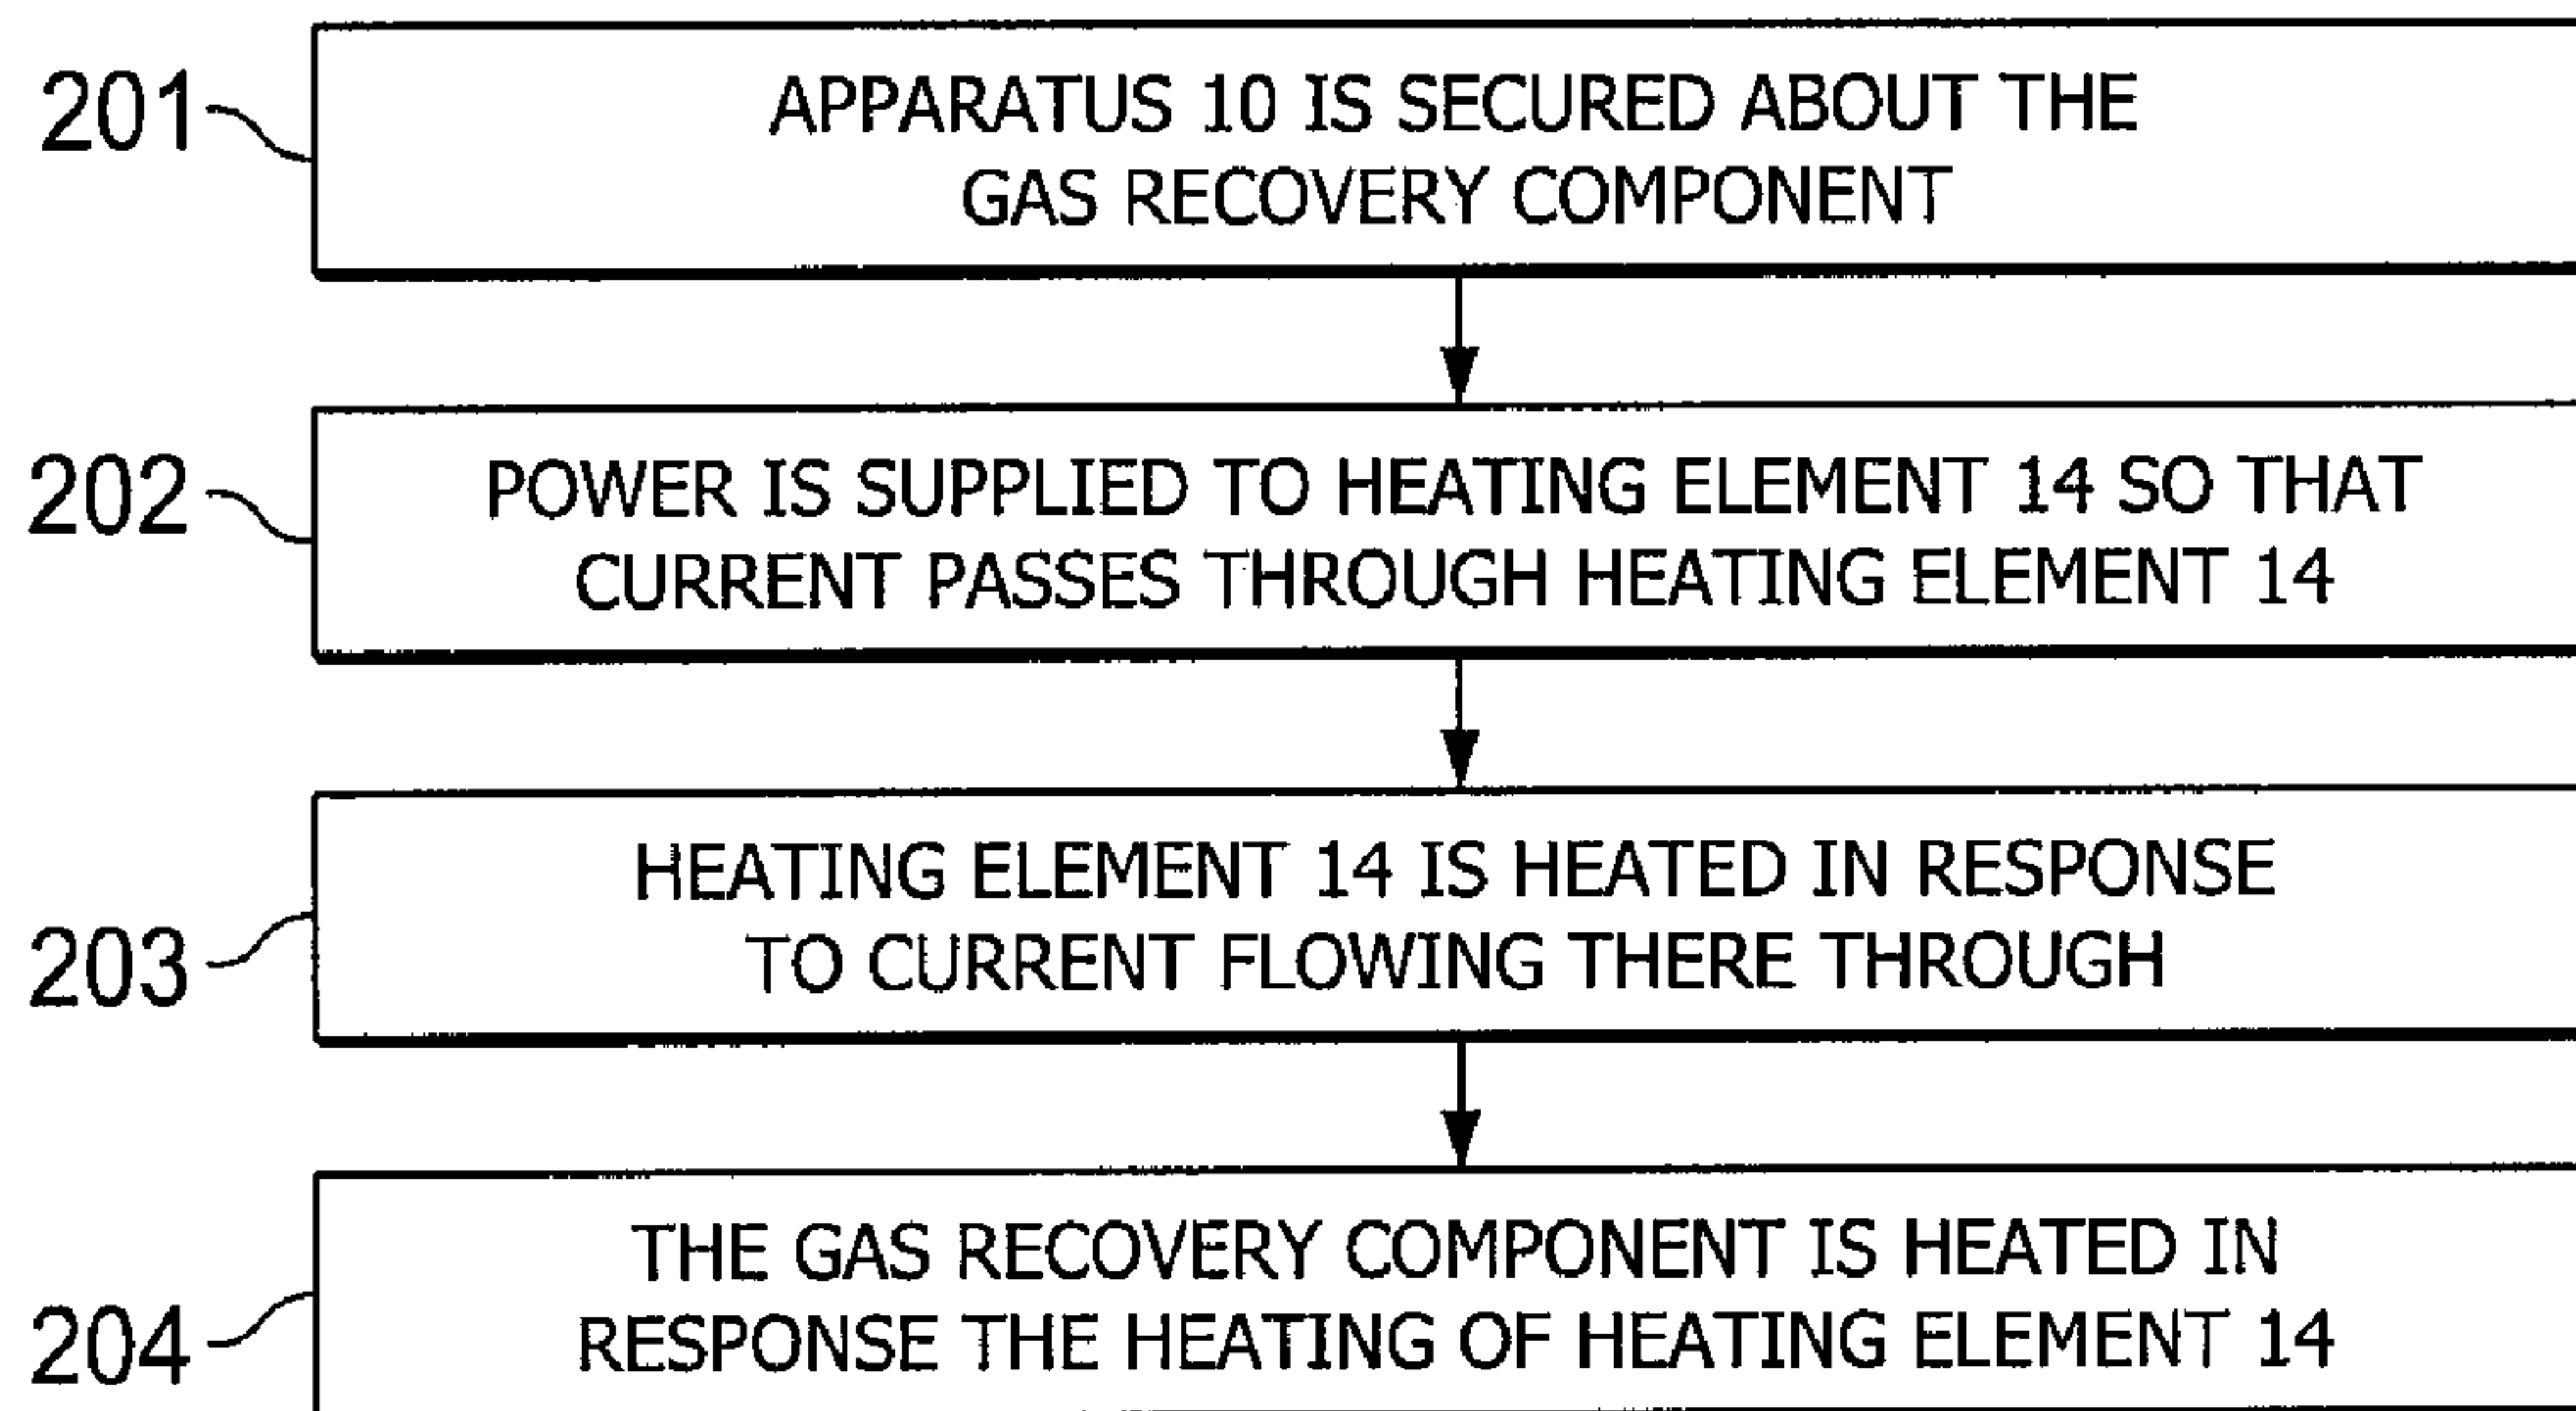 201
APPARATUS 10 IS SECURED ABOUT THE
GAS RECOVERY COMPONENT
202
POWER IS SUPPLIED TO HEATING ELEMENT 14 SO THAT
CURRENT PASSES THROUGH HEATING ELEMENT 14
203
HEATING ELEMENT 14 IS HEATED IN RESPONSE
TO CURRENT FLOWING THERE THROUGH
204
THE GAS RECOVERY COMPONENT IS HEATED IN
RESPONSE THE HEATING OF HEATING ELEMENT 14